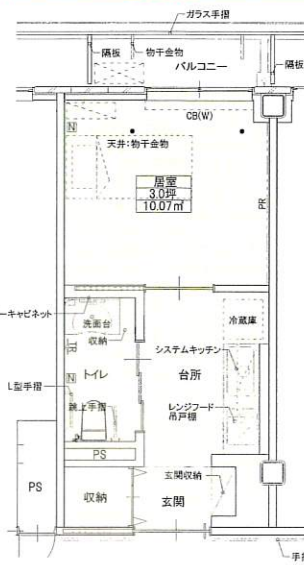 ガラス手摺
隔板
物干金物
隔板
バルコニー
N
CB(W)
天井:物干金物
居室
3.0坪
10.07㎡
PR
ーキャビネット
洗面台
収納
冷蔵庫
TR
システムキッチン
トイレ
台所
N
L型手摺
跳上手摺
レンジフード
吊戸棚
PS
PS
玄関収納
収納
玄関
手摺